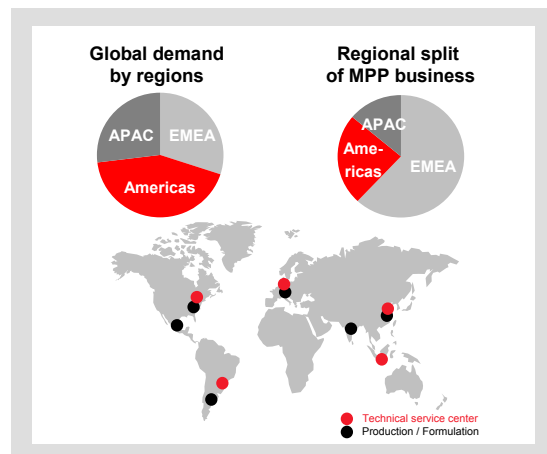 Global demand
by regions
APAC
EMEA
Americas
Regional split
of MPP business
APAC
Ame-
ricas
EMEA
Technical service center
Production / Formulation